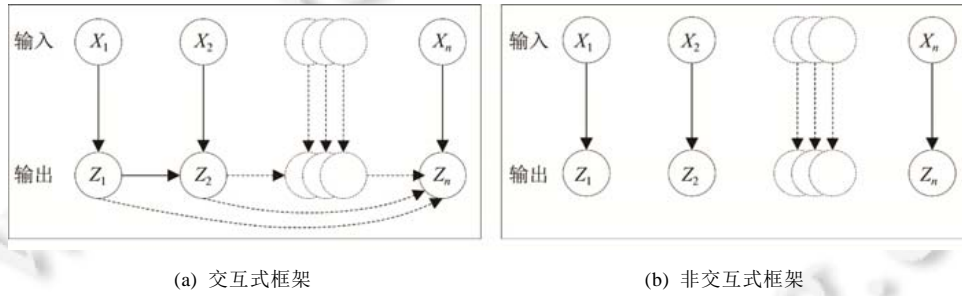 输入 X₁ X₂ Xₙ
输出 Z₁ Z₂ Zₙ
(a) 交互式框架
输入 X₁ X₂ Xₙ
输出 Z₁ Z₂ Zₙ
(b) 非交互式框架